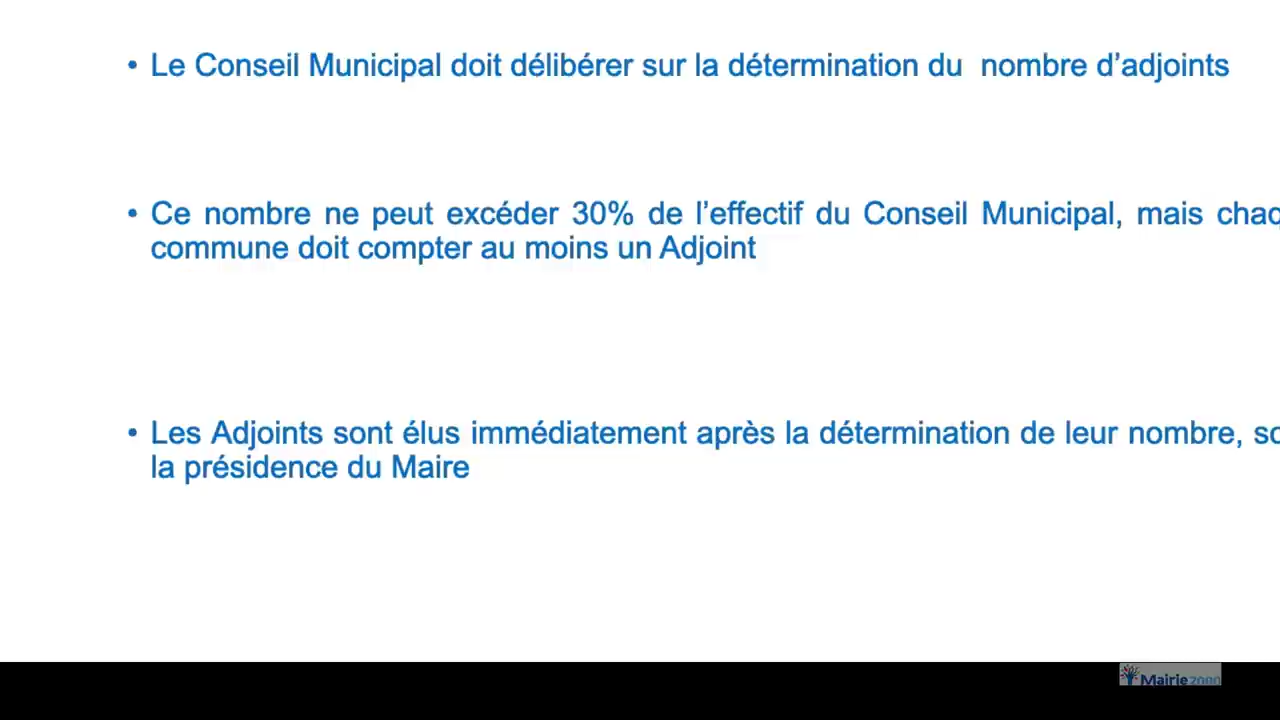 • Le Conseil Municipal doit délibérer sur la détermination du  nombre d’adjoints
• Ce nombre ne peut excéder 30% de l’effectif du Conseil Municipal, mais
commune doit compter au moins un Adjoint
• Les Adjoints sont élus immédiatement après la détermination de leur nombre,
la présidence du Maire
Mairie2000